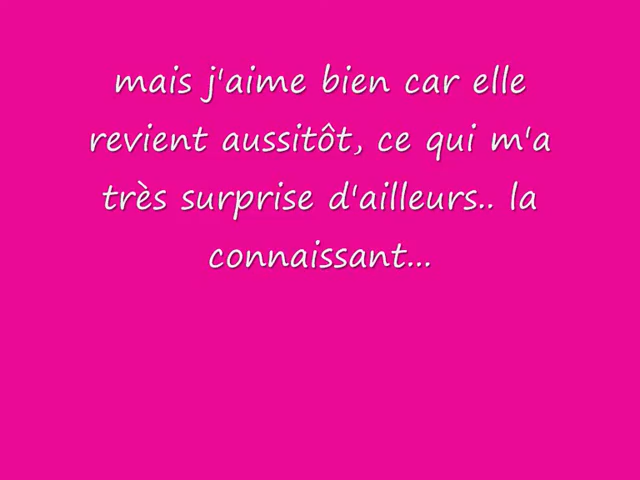 mais j'aime bien car elle
revient aussitôt, ce qui m'a
très surprise d'ailleurs.. la
connaissant...